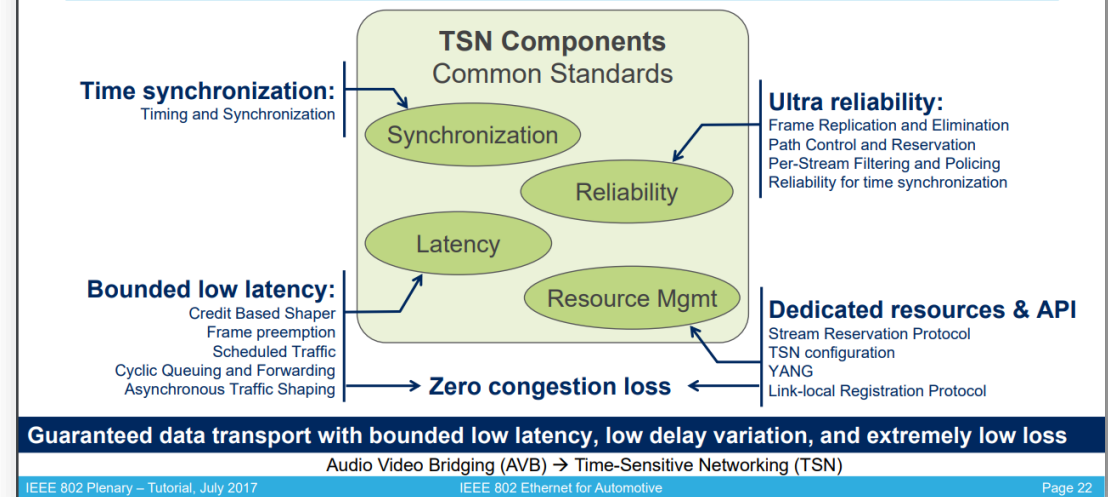 TSN Components
Common Standards
Time synchronization:
Timing and Synchronization
Synchronization
Ultra reliability:
Frame Replication and Elimination
Path Control and Reservation
Per-Stream Filtering and Policing
Reliability for time synchronization
Reliability
Latency
Bounded low latency:
Credit Based Shaper
Frame preemption
Scheduled Traffic
Cyclic Queuing and Forwarding
Asynchronous Traffic Shaping
Resource Mgmt
Dedicated resources & API
Stream Reservation Protocol
TSN configuration
YANG
Link-local Registration Protocol
Zero congestion loss
Guaranteed data transport with bounded low latency, low delay variation, and extremely low loss
Audio Video Bridging (AVB) → Time-Sensitive Networking (TSN)
IEEE 802 Plenary – Tutorial, July 2017
IEEE 802 Ethernet for Automotive
Page 22